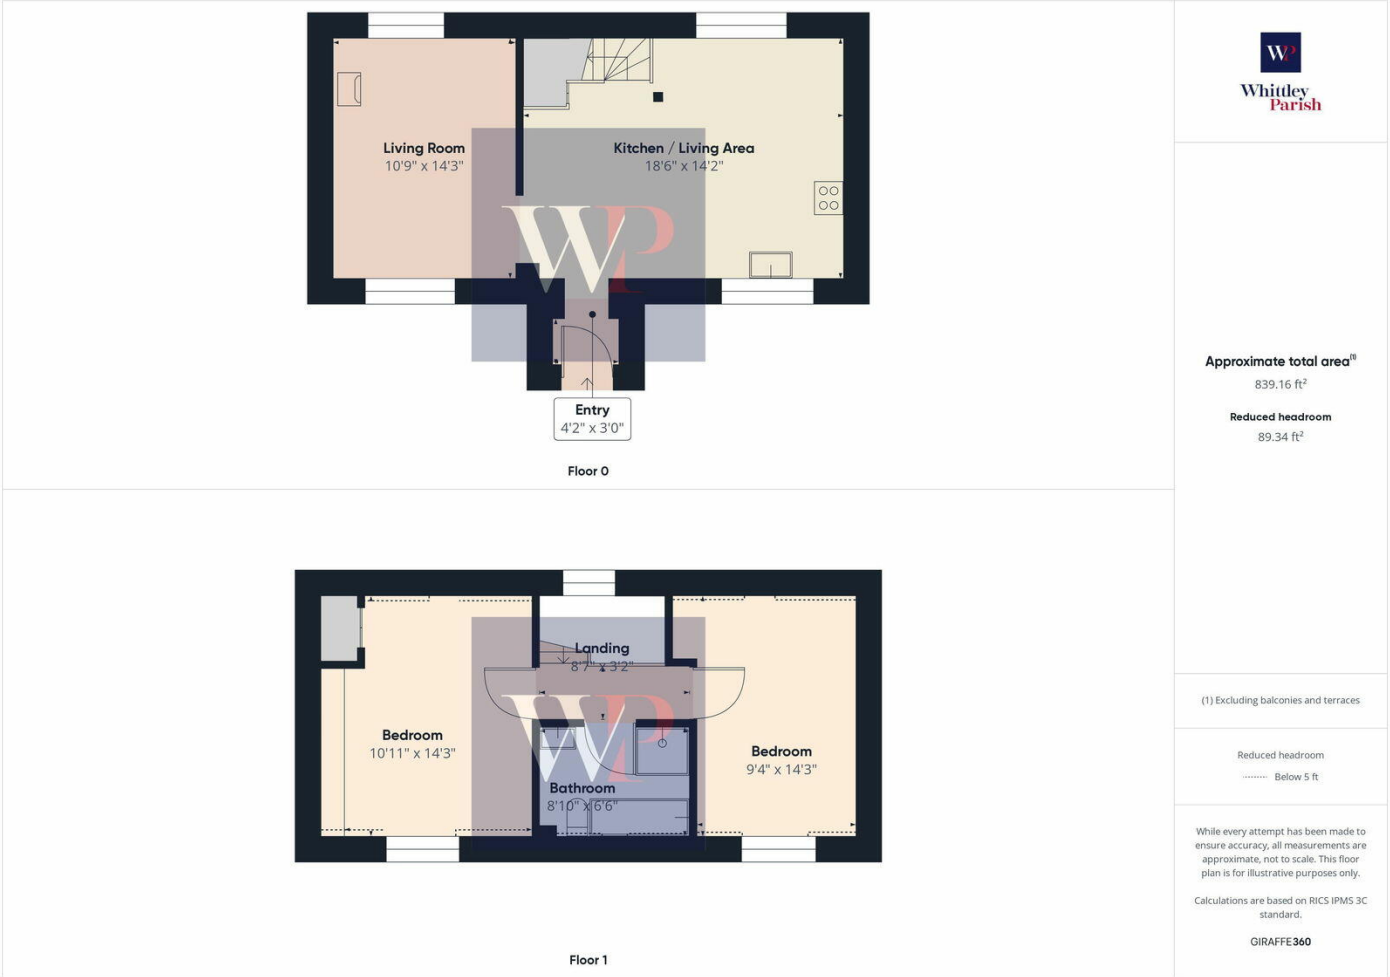 Living Room
10'9" x 14'3"
Kitchen / Living Area
18'6" x 14'2"
WP
Entry
4'2" x 3'0"
Floor 0
Landing
8'7" x 3'2"
WP
Bedroom
10'11" x 14'3"
Bedroom
9'4" x 14'3"
Bathroom
8'10" x 6'6"
Floor 1
WP
Whittley
Parish
Approximate total area(1)
839.16 ft²
Reduced headroom
89.34 ft²
(1) Excluding balconies and terraces
Reduced headroom
Below 5 ft
While every attempt has been made to
ensure accuracy, all measurements are
approximate, not to scale. This floor
plan is for illustrative purposes only.
Calculations are based on RICS IPMS 3C
standard.
GIRAFFE360